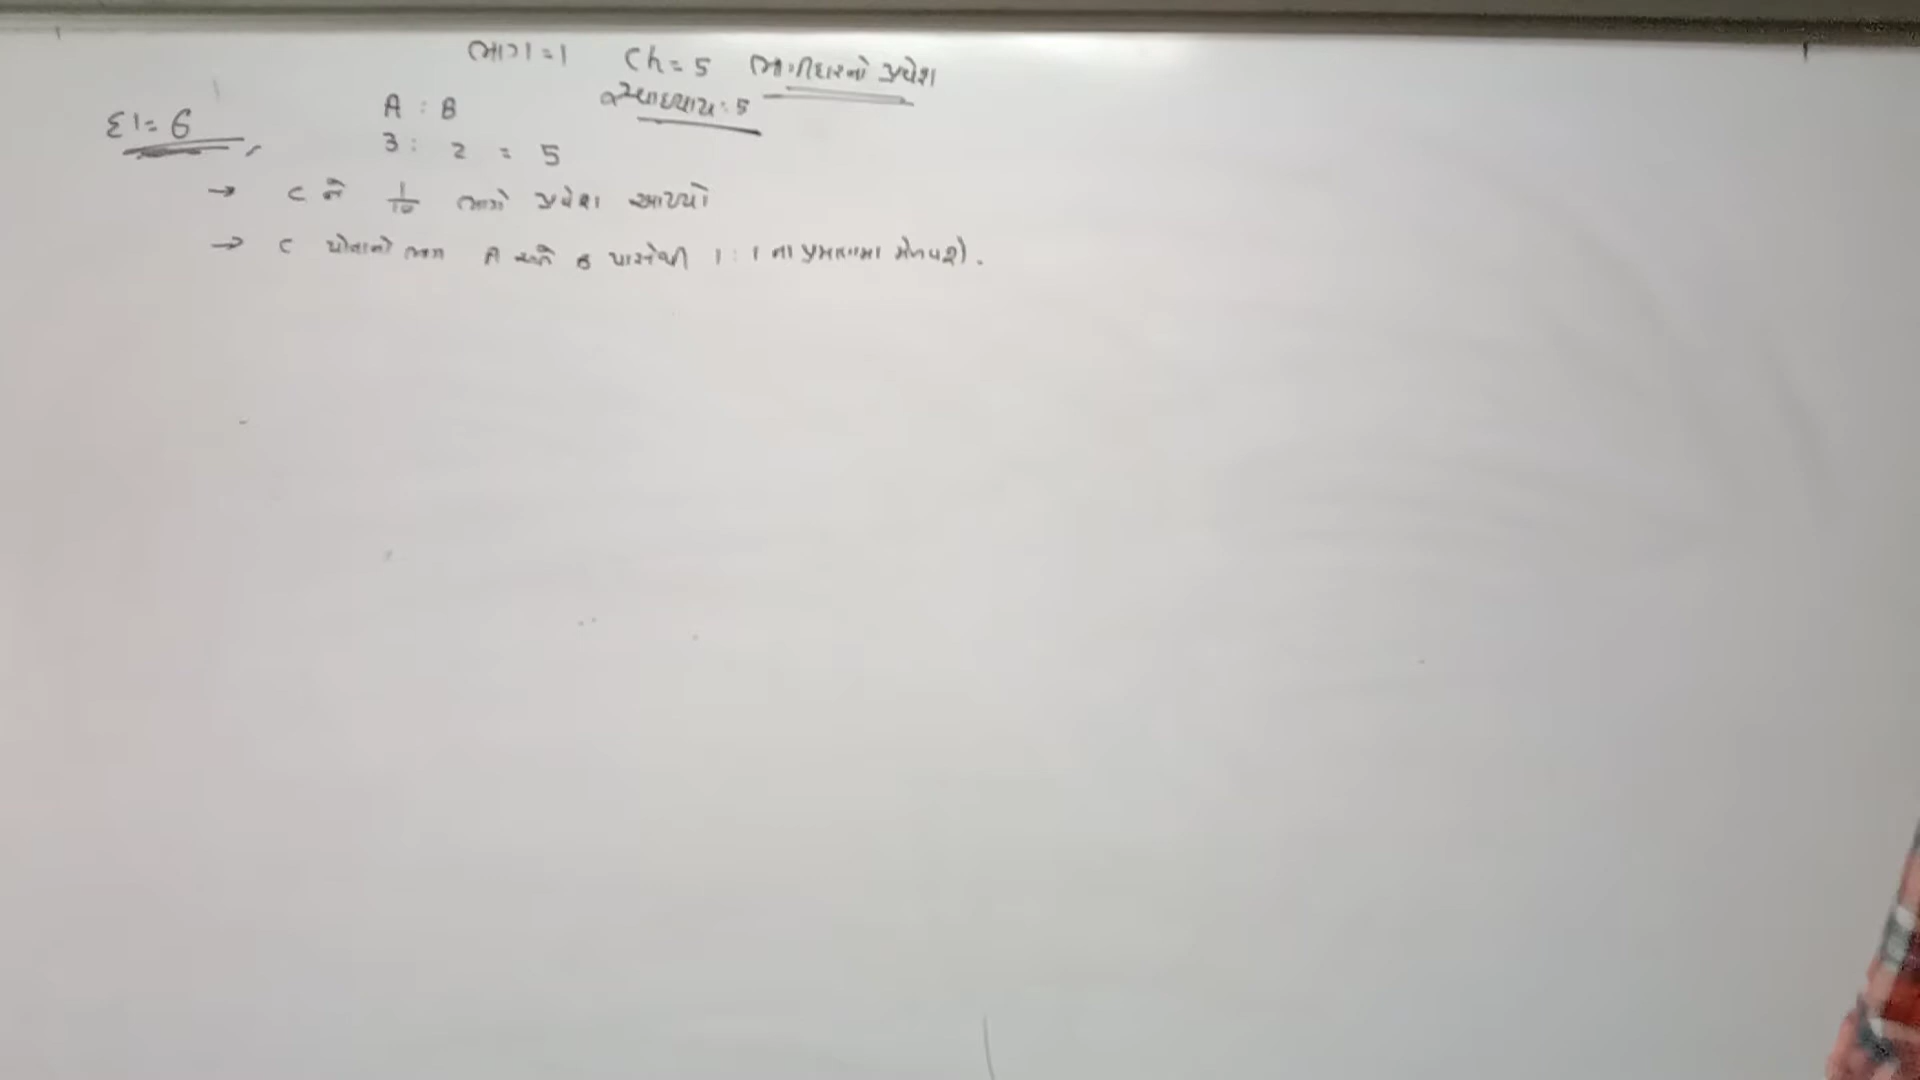 ભાગ=1 Ch=5 ભાગીદારનો પ્રવેશ
સ્વાધ્યાય:5
દા=6 A : B
3 : 2 = 5
→ C ને 1/10 ભાગે પ્રવેશ આપ્યો
→ C પોતાનો ભાગ A અને B પાસેથી 1 : 1 ના પ્રમાણમા મેળવશે.